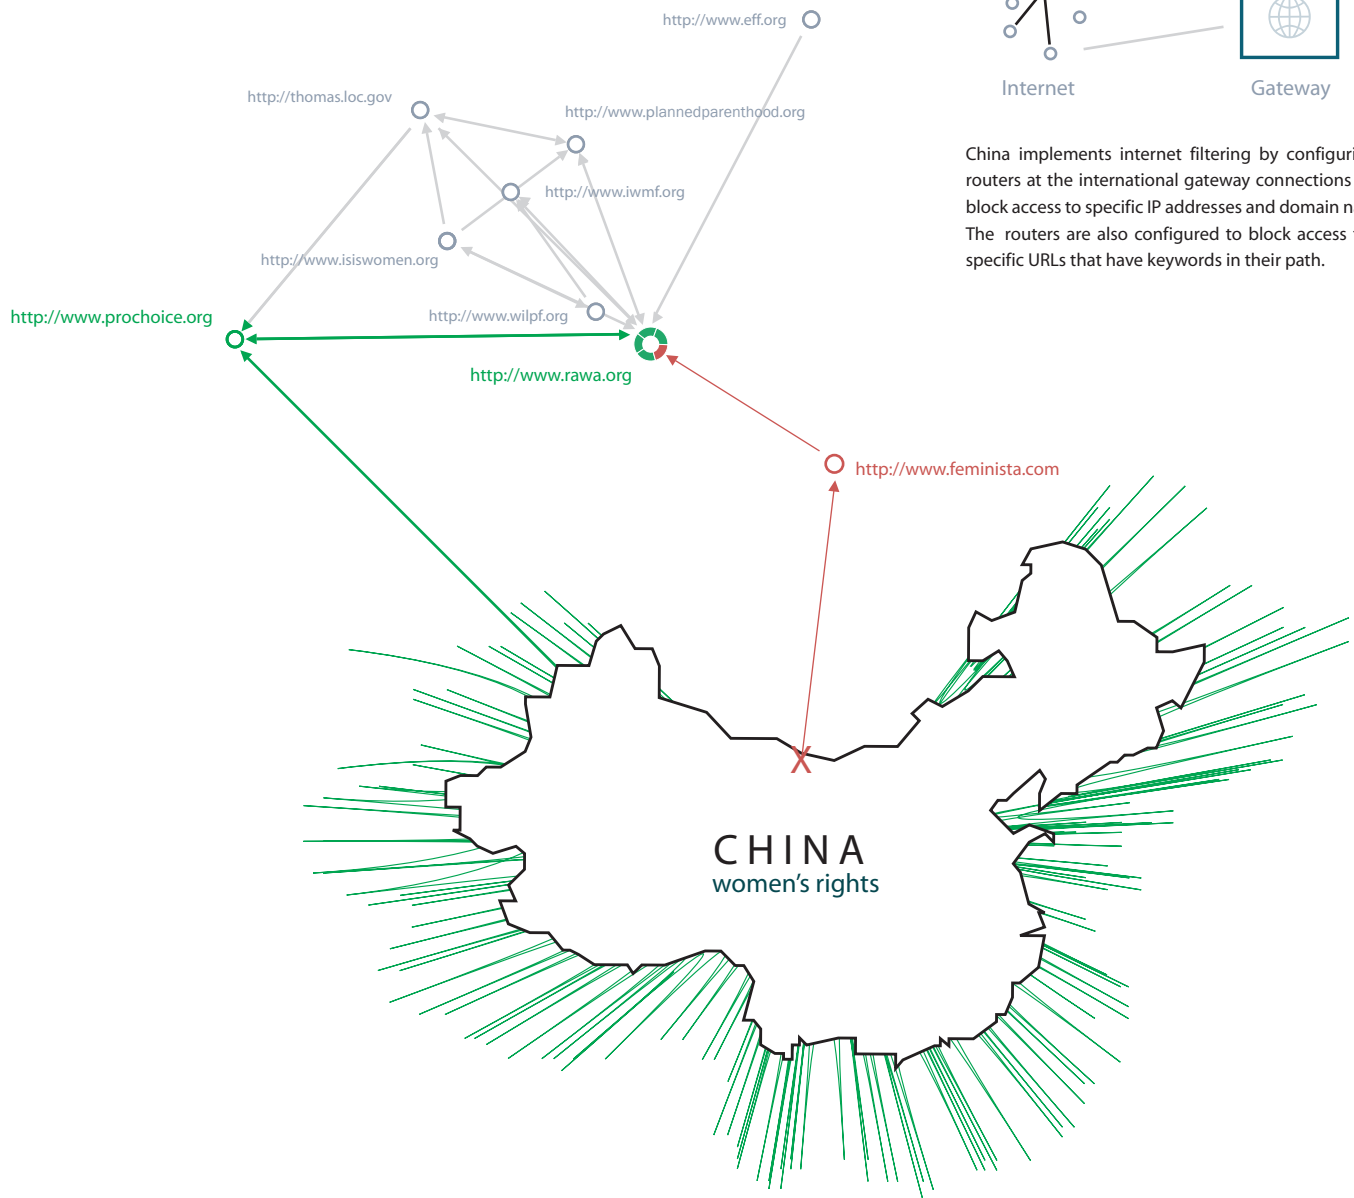 http://www.eff.org
http://thomas.loc.gov
http://www.plannedparenthood.org
http://www.iwmf.org
http://www.isiswomen.org
http://www.wilpf.org
http://www.prochoice.org
http://www.rawa.org
http://www.feminista.com
Internet
Gateway
China implements internet filtering by configuri
routers at the international gateway connections
block access to specific IP addresses and domain n
The routers are also configured to block access
specific URLs that have keywords in their path.
X
CHINA
women's rights